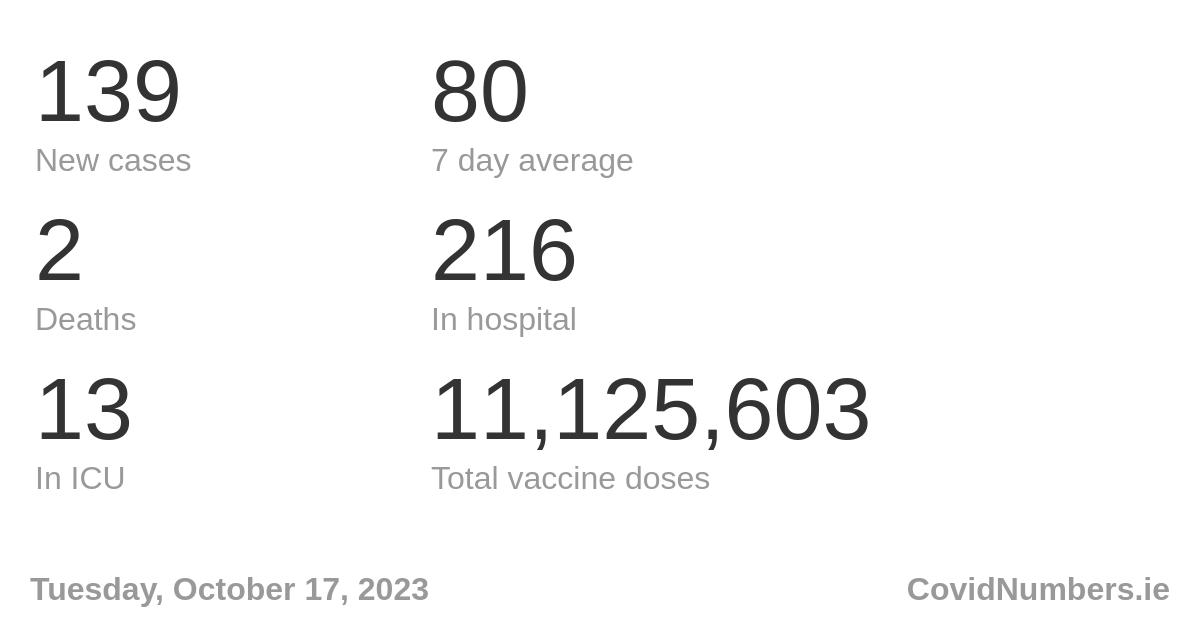 139
80
New cases
7 day average
2
216
Deaths
In hospital
13
11,125,603
In ICU
Total vaccine doses
Tuesday, October 17, 2023
CovidNumbers.ie